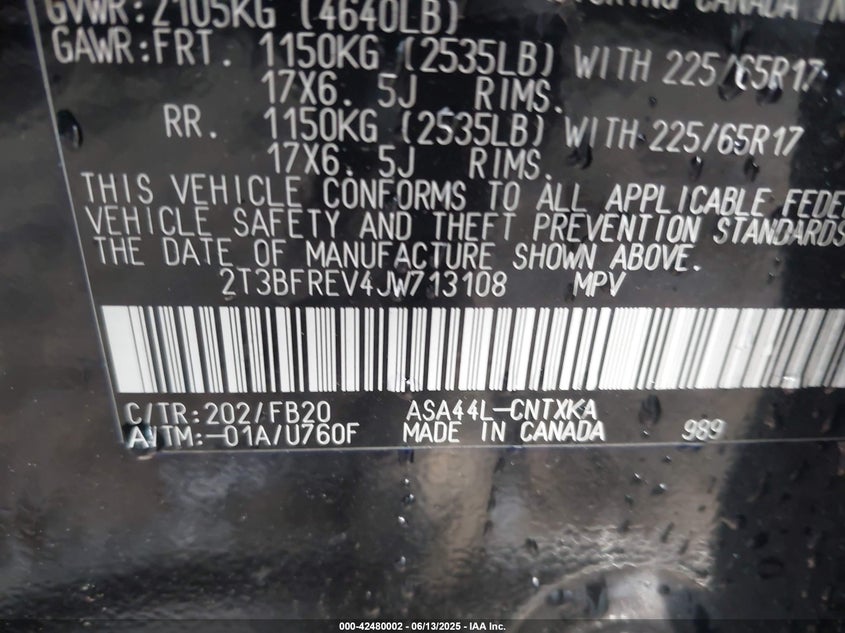 GVWR:2105KG (4640LB)
GAWR:FRT. 1150KG (2535LB) WITH 225/65R17
17X6. 5J RIMS.
RR. 1150KG (2535LB) WITH 225/65R17
17X6. 5J RIMS.
THIS VEHICLE CONFORMS TO ALL APPLICABLE FEDE
VEHICLE SAFETY AND THEFT PREVENTION STANDARDS
THE DATE OF MANUFACTURE SHOWN ABOVE.
2T3BFREV4JW713108 MPV
C/TR:202/FB20 ASA44L-CNTXKA
A/TM:-01A/U760F MADE IN CANADA 989
000-42480002 - 06/13/2025 - IAA Inc.